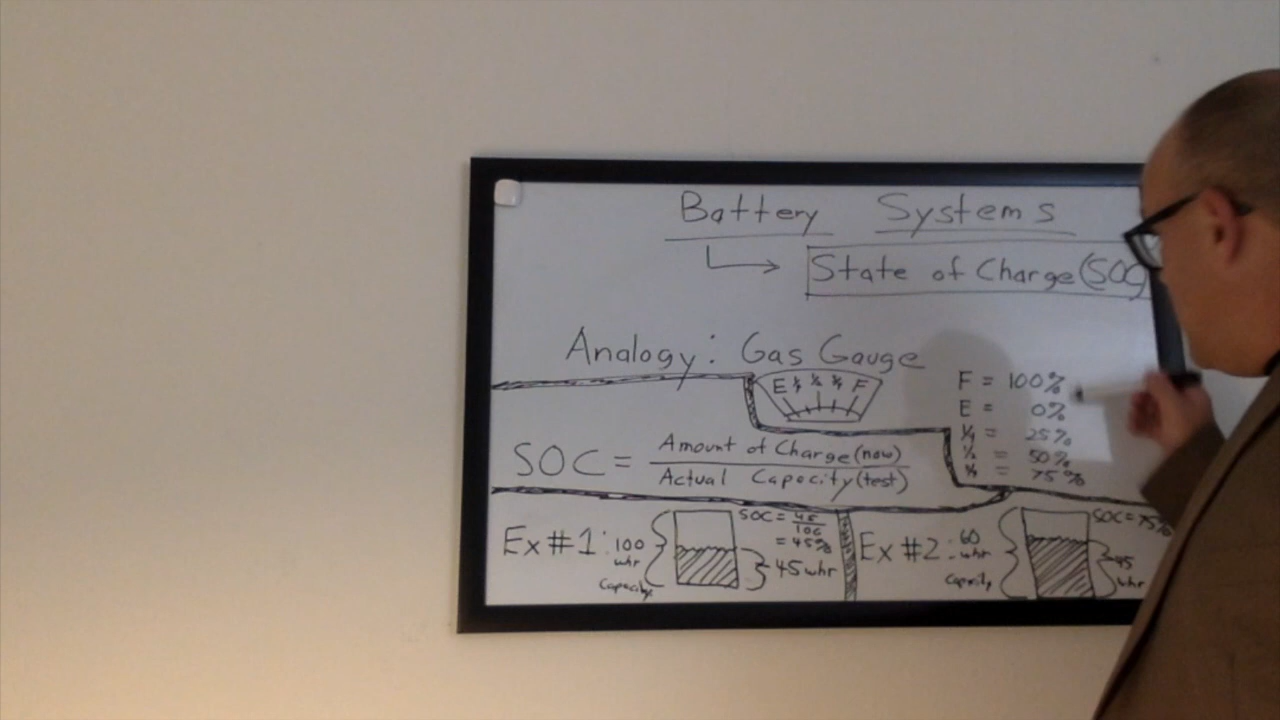 Battery Systems
State of Charge (SOC)
Analogy: Gas Gauge
E ¼ ½ ¾ F
F = 100%
E = 0%
¼ = 25%
½ = 50%
¾ = 75%
SOC = Amount of Charge (now)
Actual Capacity (test)
Ex #1: 100
whr
Capacity
SOC = 45
100
= 45%
45 whr
Ex #2: 60
whr
Capacity
SOC = 75%
45
whr